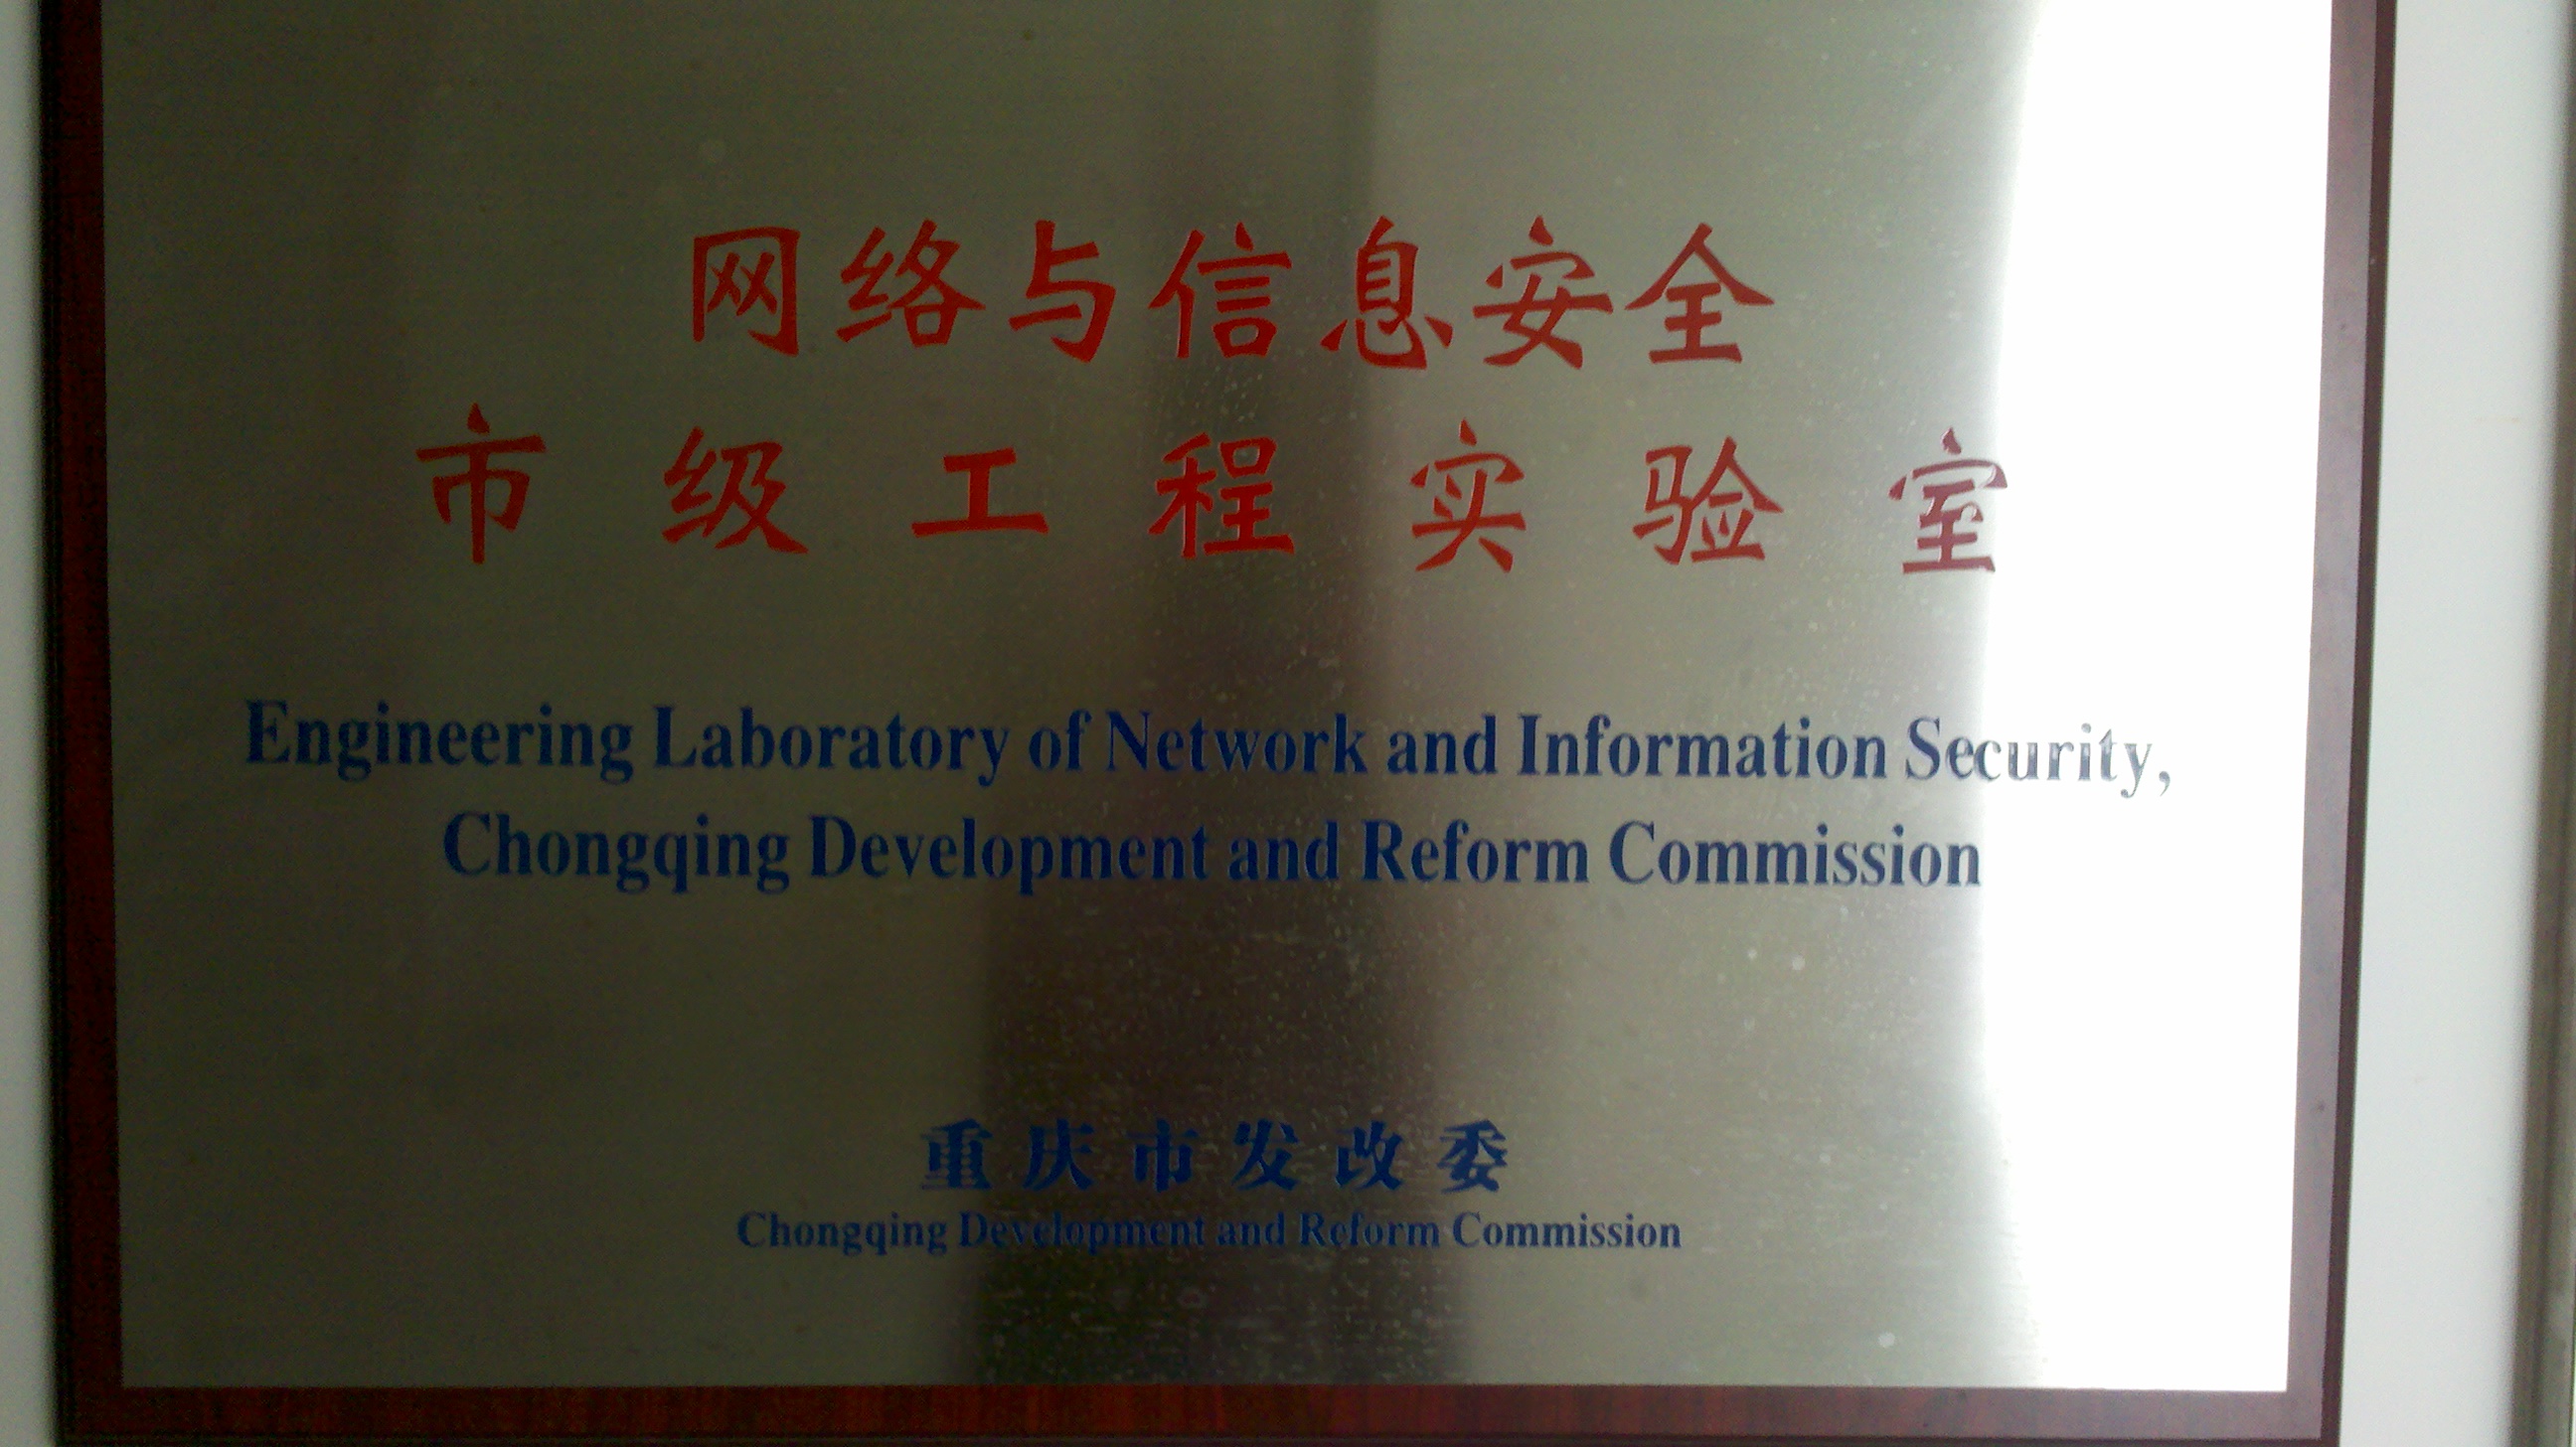 网络与信息安全
市级工程实验室
Engineering Laboratory of Network and Information Security,
Chongqing Development and Reform Commission
重庆市发改委
Chongqing Development and Reform Commission